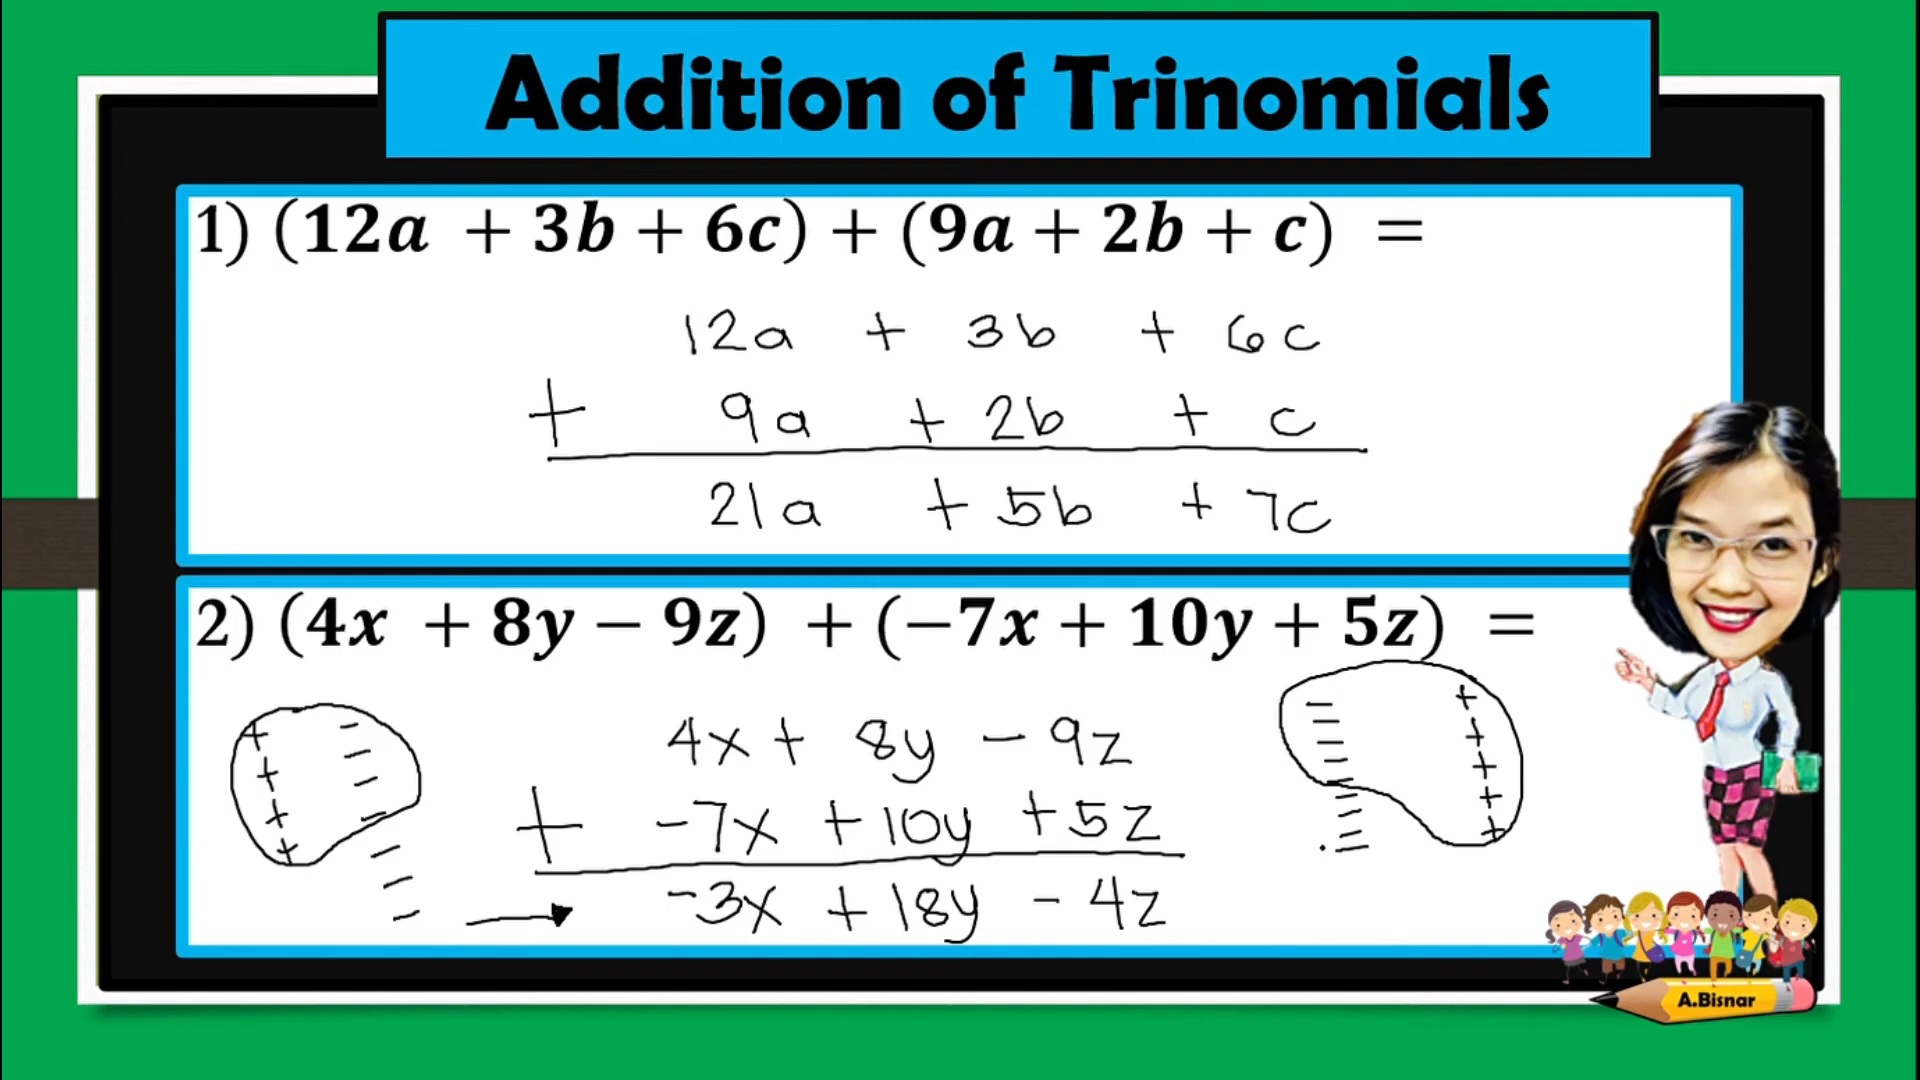 Addition of Trinomials
1) (12a + 3b + 6c) + (9a + 2b + c) =
12a + 3b + 6c
+ 9a + 2b + c
21a + 5b + 7c
2) (4x + 8y − 9z) + (−7x + 10y + 5z) =
4x + 8y - 9z
+ -7x + 10y + 5z
-3x + 18y - 4z
A.Bisnar